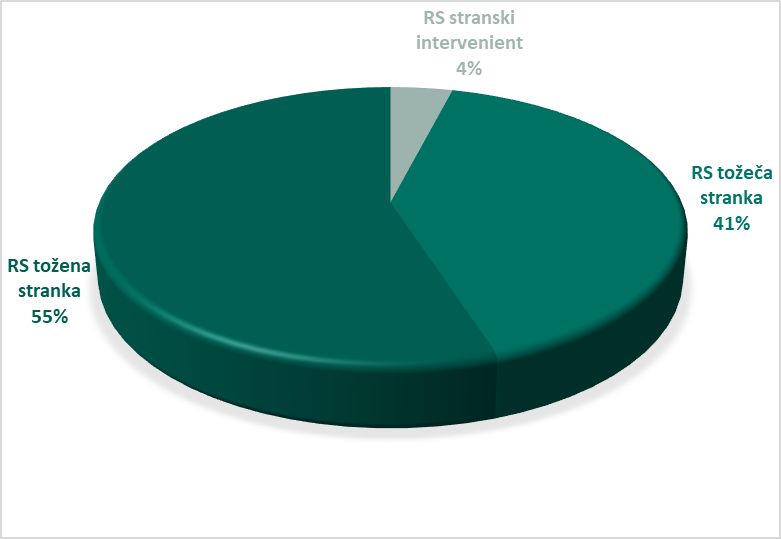 RS stranski
intervenient
4%
RS tožeča
stranka
41%
RS tožena
stranka
55%